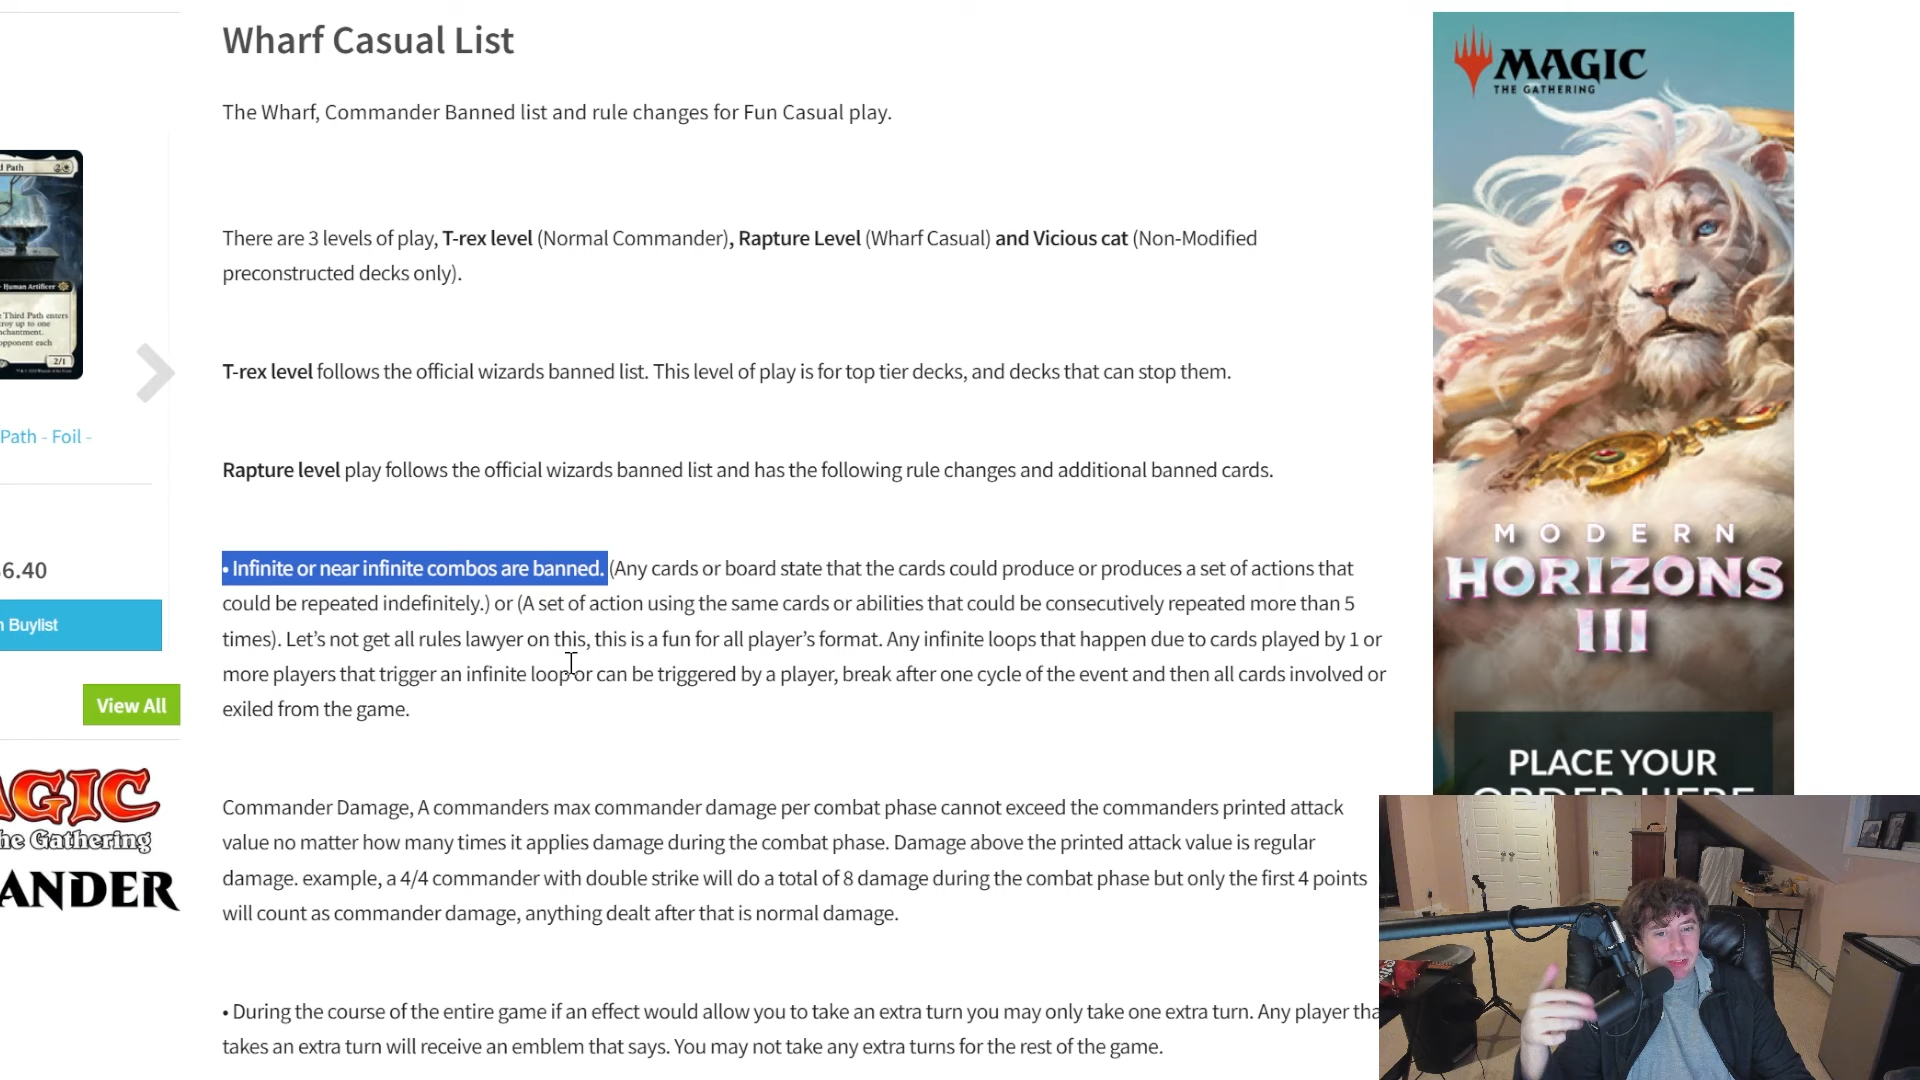 Wharf Casual List
The Wharf, Commander Banned list and rule changes for Fun Casual play.
There are 3 levels of play, T-rex level (Normal Commander), Rapture Level (Wharf Casual) and Vicious cat (Non-Modified
preconstructed decks only).
T-rex level follows the official wizards banned list. This level of play is for top tier decks, and decks that can stop them.
Rapture level play follows the official wizards banned list and has the following rule changes and additional banned cards.
• Infinite or near infinite combos are banned. (Any cards or board state that the cards could produce or produces a set of actions that
could be repeated indefinitely.) or (A set of action using the same cards or abilities that could be consecutively repeated more than 5
times). Let's not get all rules lawyer on this, this is a fun for all player's format. Any infinite loops that happen due to cards played by 1 or
more players that trigger an infinite loop or can be triggered by a player, break after one cycle of the event and then all cards involved or
exiled from the game.
Commander Damage, A commanders max commander damage per combat phase cannot exceed the commanders printed attack
value no matter how many times it applies damage during the combat phase. Damage above the printed attack value is regular
damage. example, a 4/4 commander with double strike will do a total of 8 damage during the combat phase but only the first 4 points
will count as commander damage, anything dealt after that is normal damage.
• During the course of the entire game if an effect would allow you to take an extra turn you may only take one extra turn. Any player tha
takes an extra turn will receive an emblem that says. You may not take any extra turns for the rest of the game.
d Path
- Human Artificer
Third Path enters
troy up to one
nchantment.
opponent each
2/1
Path - Foil -
6.40
n Buylist
View All
AGIC
he Gathering
ANDER
MAGIC
THE GATHERING
MODERN
HORIZONS
III
PLACE YOUR
ORDER HERE